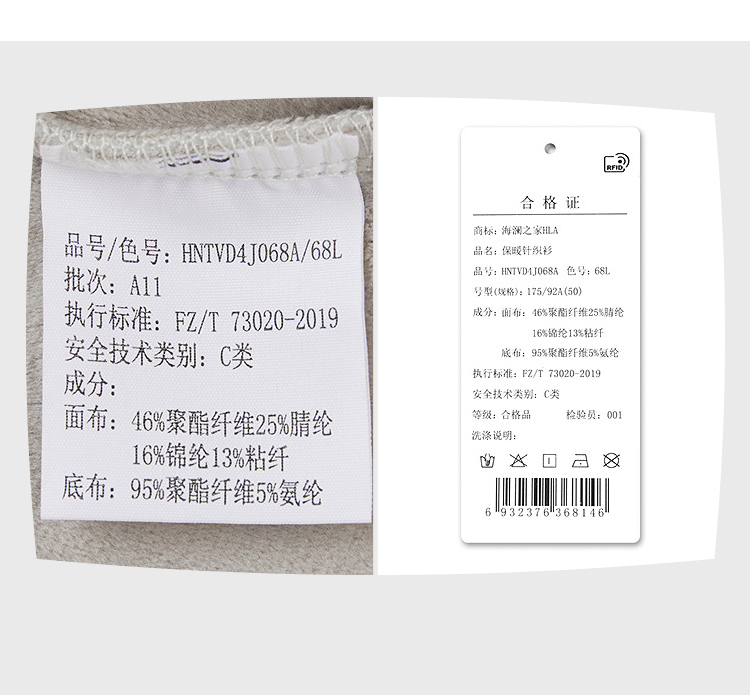 品号/色号: HNTVD4J068A/68L
批次: A11
执行标准: FZ/T 73020-2019
安全技术类别: C类
成分:
面布: 46%聚酯纤维25%腈纶
16%锦纶13%粘纤
底布: 95%聚酯纤维5%氨纶
RFID
合格证
商标: 海澜之家HLA
品名: 保暖针织衫
品号: HNTVD4J068A 色号: 68L
号型(规格): 175/92A(50)
成分: 面布: 46%聚酯纤维25%腈纶
16%锦纶13%粘纤
底布: 95%聚酯纤维5%氨纶
执行标准: FZ/T 73020-2019
安全技术类别: C类
等级: 合格品 检验员: 001
洗涤说明:
6 932376 368146